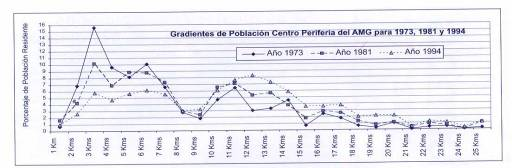 Gradientes de Población Centro Periferia del AMG para 1973, 1981 y 1994
Año 1973
Año 1981
Año 1994
Porcentaje de Población Residente
16
15
14
13
12
11
10
9
8
7
6
5
4
3
2
1
0
1 Km
2 Kms
3 Kms
4 Kms
5 Kms
6 Kms
7 Kms
8 Kms
9 Kms
10 Kms
11 Kms
12 Kms
13 Kms
14 Kms
15 Kms
16 Kms
17 Kms
18 Kms
19 Kms
20 Kms
21 Kms
22 Kms
23 Kms
24 Kms
25 Kms